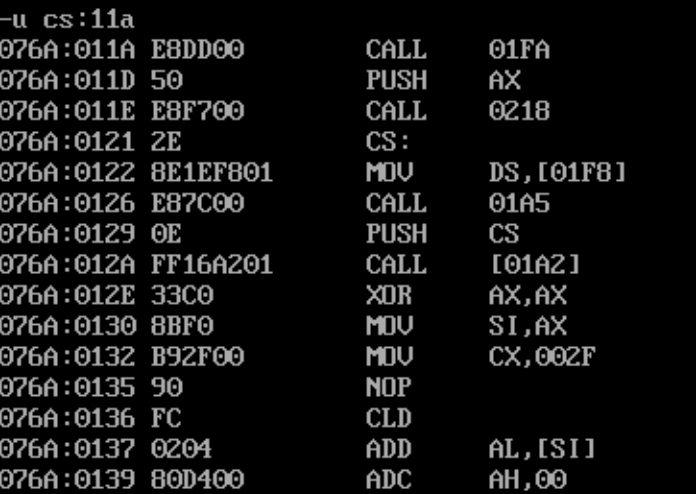 -u cs:11a
076A:011A E8DD00 CALL 01FA
076A:011D 50 PUSH AX
076A:011E E8F700 CALL 0218
076A:0121 2E CS:
076A:0122 8E1EF801 MOV DS,[01F8]
076A:0126 E87C00 CALL 01A5
076A:0129 0E PUSH CS
076A:012A FF16A201 CALL [01A2]
076A:012E 33C0 XOR AX,AX
076A:0130 8BF0 MOV SI,AX
076A:0132 B92F00 MOV CX,002F
076A:0135 90 NOP
076A:0136 FC CLD
076A:0137 0204 ADD AL,[SI]
076A:0139 80D400 ADC AH,00